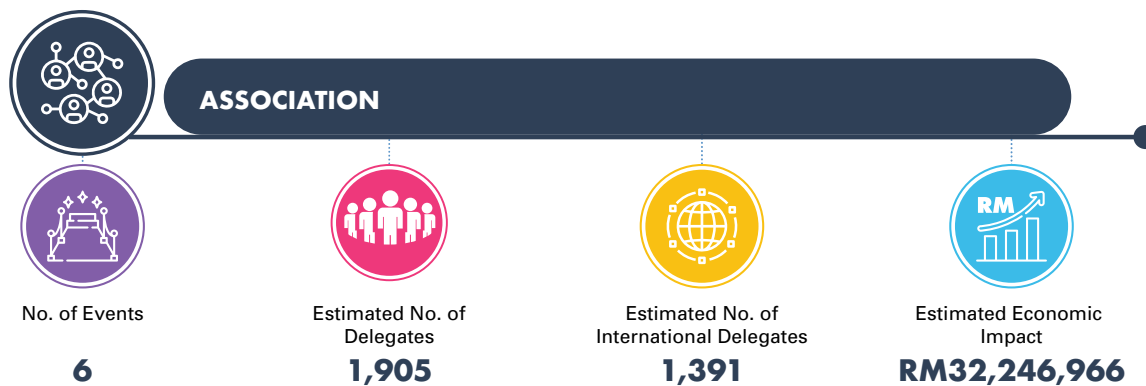 ASSOCIATION
RM
No. of Events
6
Estimated No. of
Delegates
1,905
Estimated No. of
International Delegates
1,391
Estimated Economic
Impact
RM32,246,966